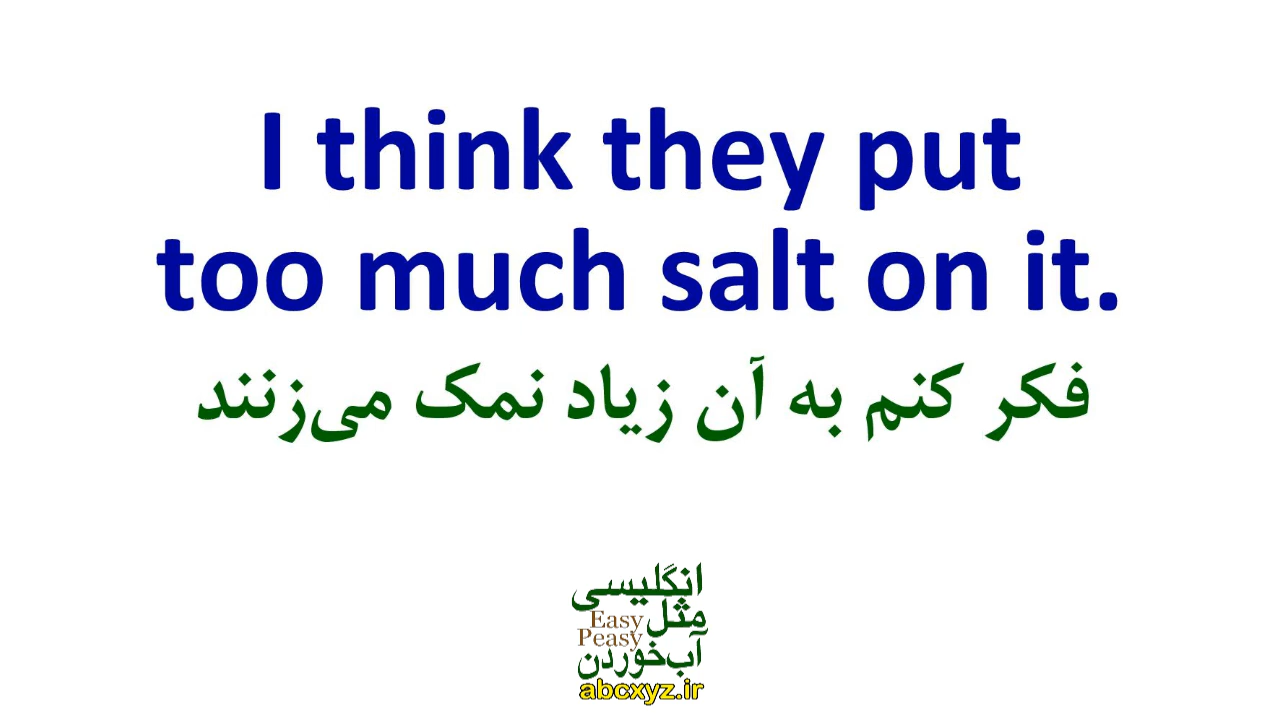 I think they put
too much salt on it.
فکر کنم به آن زیاد نمک می‌زنند
انگلیسی
مثل
Easy
Peasy
آب‌خوردن
abcxyz.ir